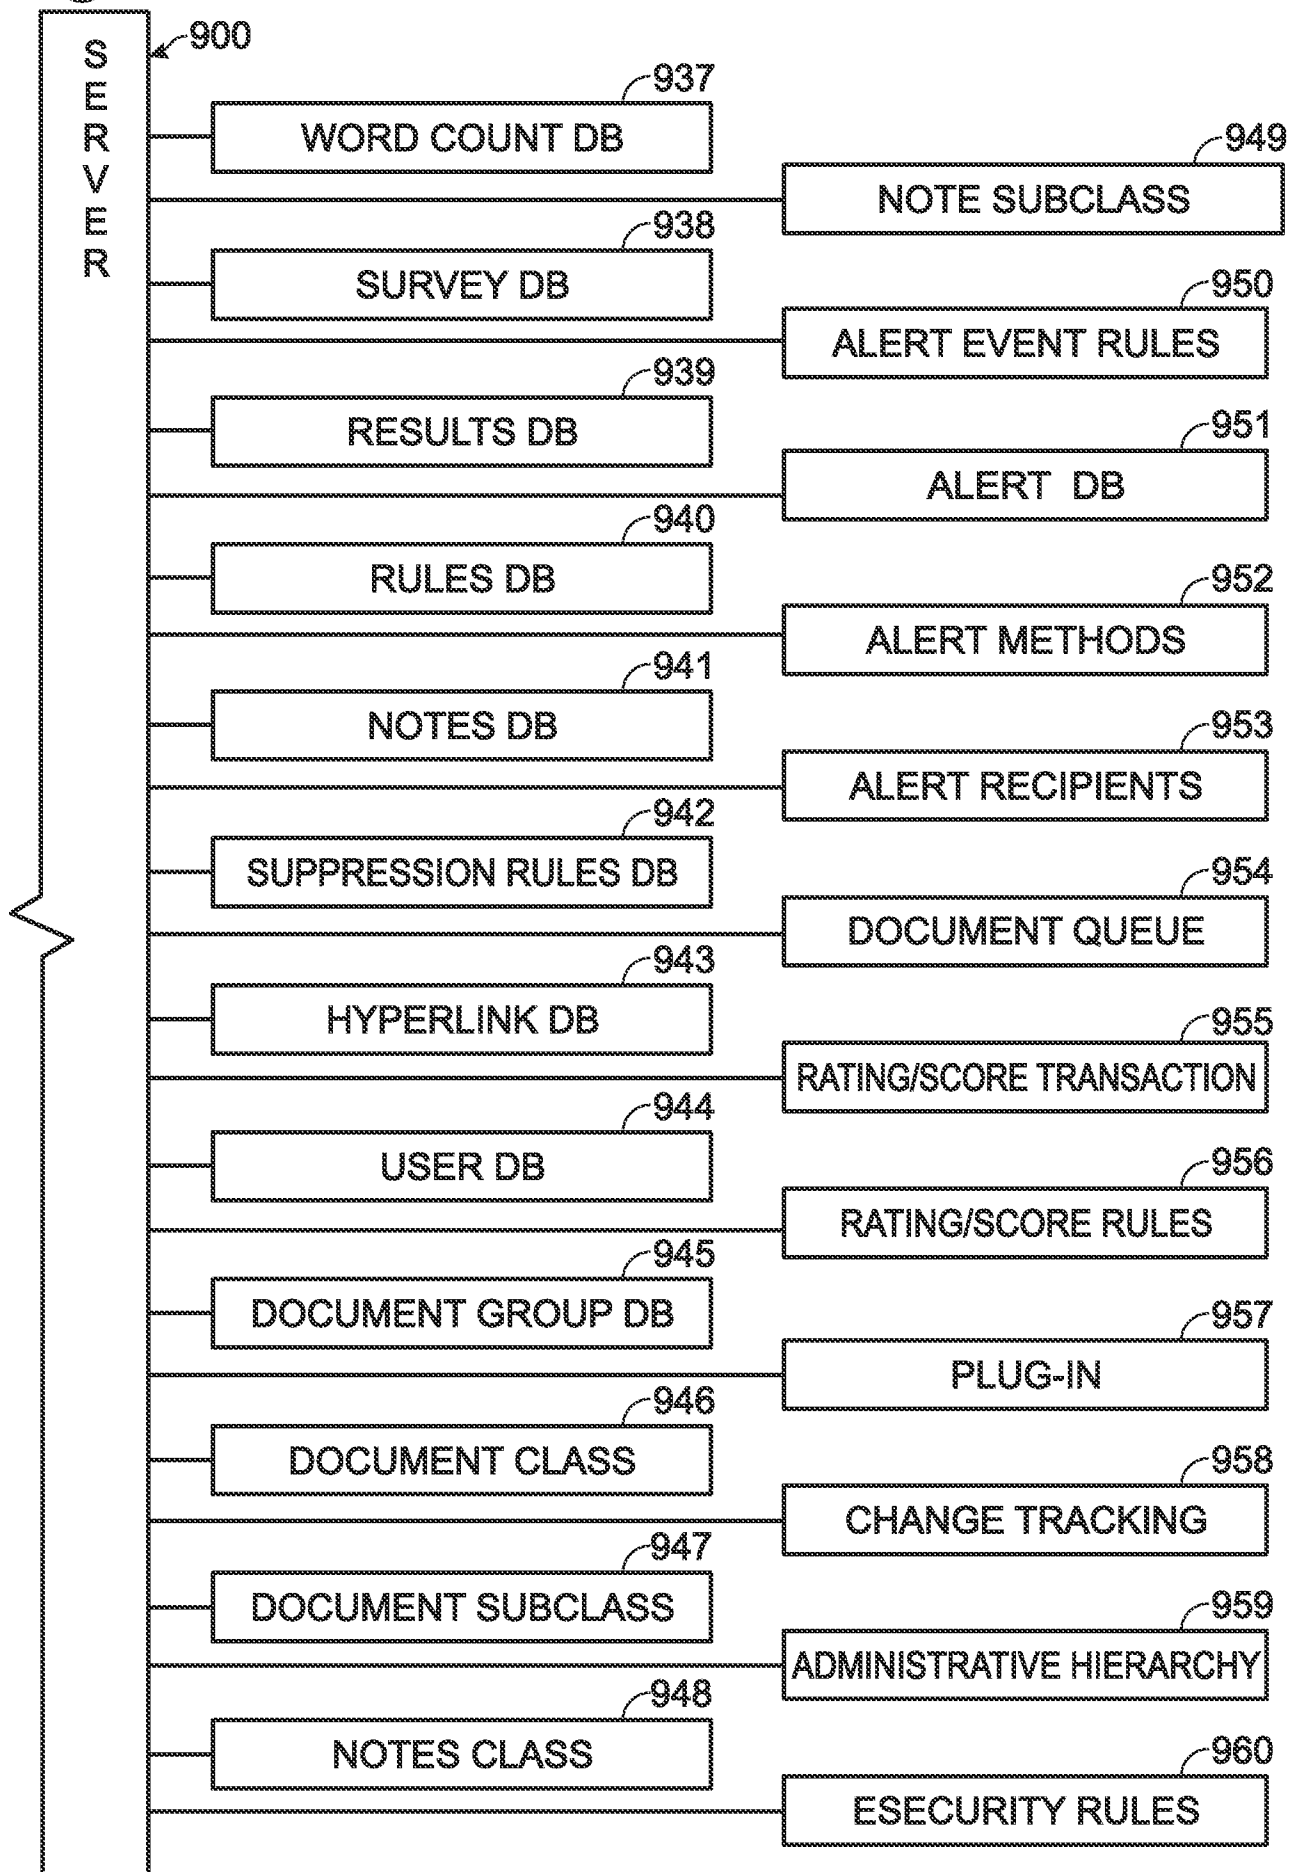 SERVER
900
937
WORD COUNT DB
949
NOTE SUBCLASS
938
SURVEY DB
950
ALERT EVENT RULES
939
RESULTS DB
951
ALERT DB
940
RULES DB
952
ALERT METHODS
941
NOTES DB
953
ALERT RECIPIENTS
942
SUPPRESSION RULES DB
954
DOCUMENT QUEUE
943
HYPERLINK DB
955
RATING/SCORE TRANSACTION
944
USER DB
956
RATING/SCORE RULES
945
DOCUMENT GROUP DB
957
PLUG-IN
946
DOCUMENT CLASS
958
CHANGE TRACKING
947
DOCUMENT SUBCLASS
959
ADMINISTRATIVE HIERARCHY
948
NOTES CLASS
960
ESECURITY RULES